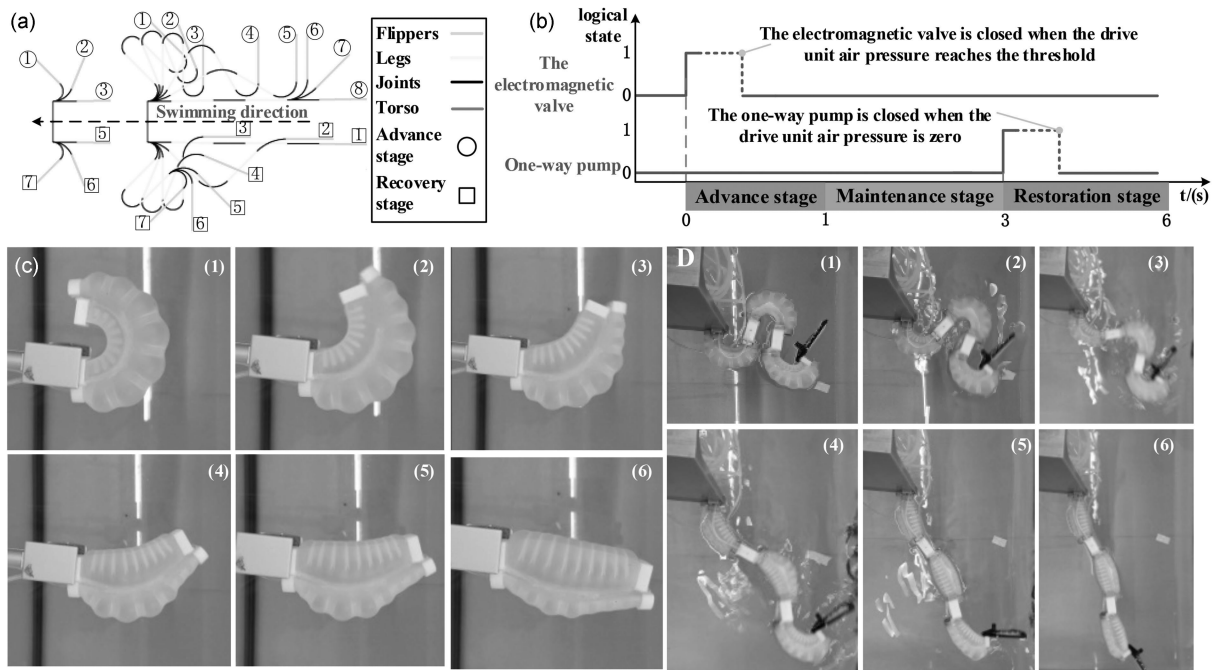 (a)
① ② ③ ④ ⑤ ⑥ ⑦
① ②
③ ⑧
Swimming direction
5 3 2 1
4
7 6 5
7 6
Flippers
Legs
Joints
Torso
Advance
stage
Recovery
stage
(b)
logical
state
1
The
electromagnetic
valve
0
The electromagnetic valve is closed when the drive
unit air pressure reaches the threshold
1
One-way pump
0
The one-way pump is closed when the
drive unit air pressure is zero
Advance stage Maintenance stage Restoration stage t/(s)
0 1 3 6
(c)
(1) (2) (3)
(4) (5) (6)
D
(1) (2) (3)
(4) (5) (6)